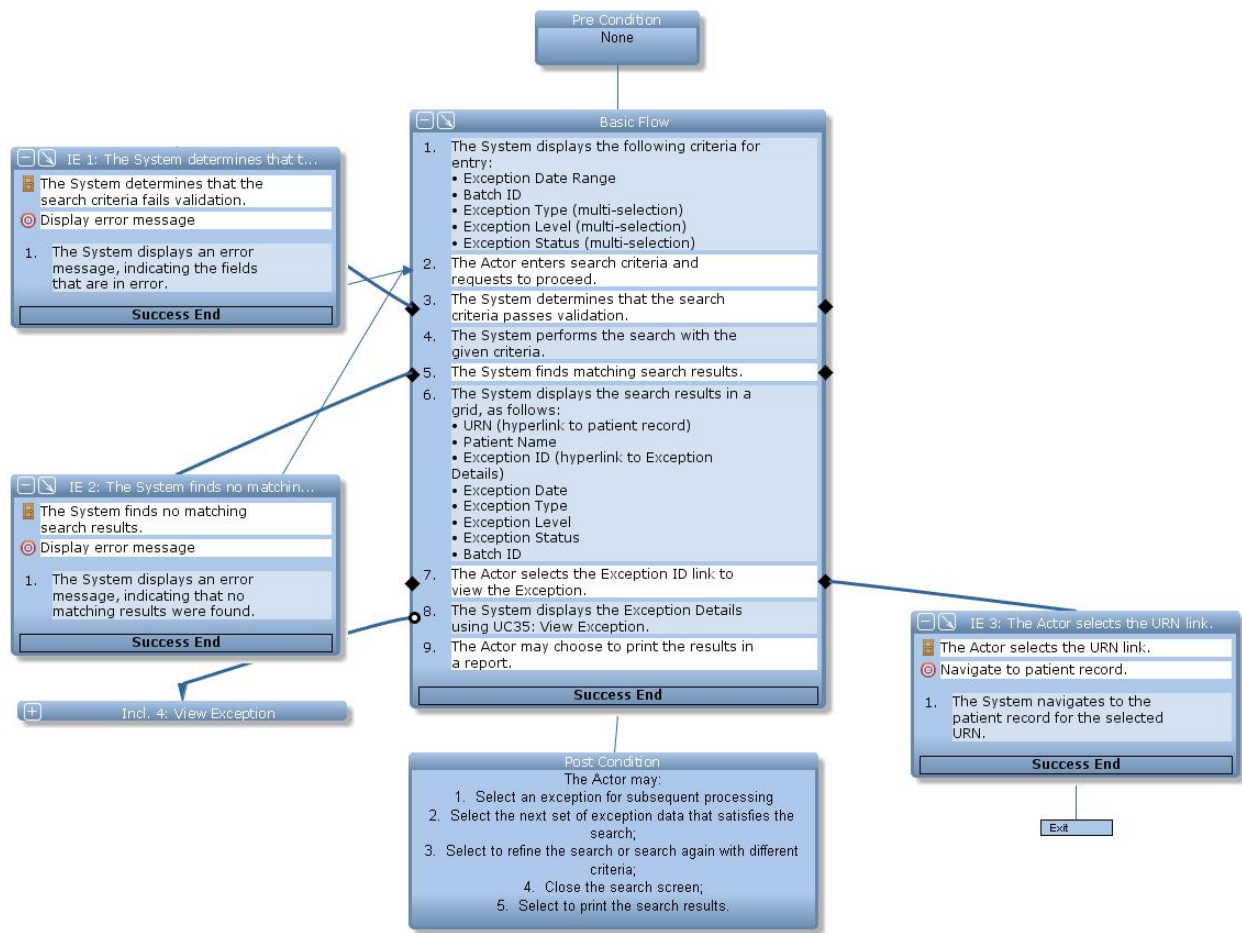 Pre Condition
None
Basic Flow
1. The System displays the following criteria for
entry:
• Exception Date Range
• Batch ID
• Exception Type (multi-selection)
• Exception Level (multi-selection)
• Exception Status (multi-selection)
2. The Actor enters search criteria and
requests to proceed.
3. The System determines that the search
criteria passes validation.
4. The System performs the search with the
given criteria.
5. The System finds matching search results.
6. The System displays the search results in a
grid, as follows:
• URN (hyperlink to patient record)
• Patient Name
• Exception ID (hyperlink to Exception
Details)
• Exception Date
• Exception Type
• Exception Level
• Exception Status
• Batch ID
7. The Actor selects the Exception ID link to
view the Exception.
8. The System displays the Exception Details
using UC35: View Exception.
9. The Actor may choose to print the results in
a report.
Success End
IE 1: The System determines that t...
The System determines that the
search criteria fails validation.
Display error message
1. The System displays an error
message, indicating the fields
that are in error.
Success End
IE 2: The System finds no matchin...
The System finds no matching
search results.
Display error message
1. The System displays an error
message, indicating that no
matching results were found.
Success End
Incl. 4: View Exception
IE 3: The Actor selects the URN link.
The Actor selects the URN link.
Navigate to patient record.
1. The System navigates to the
patient record for the selected
URN.
Success End
Exit
Post Condition
The Actor may:
1. Select an exception for subsequent processing
2. Select the next set of exception data that satisfies the
search;
3. Select to refine the search or search again with different
criteria;
4. Close the search screen;
5. Select to print the search results.